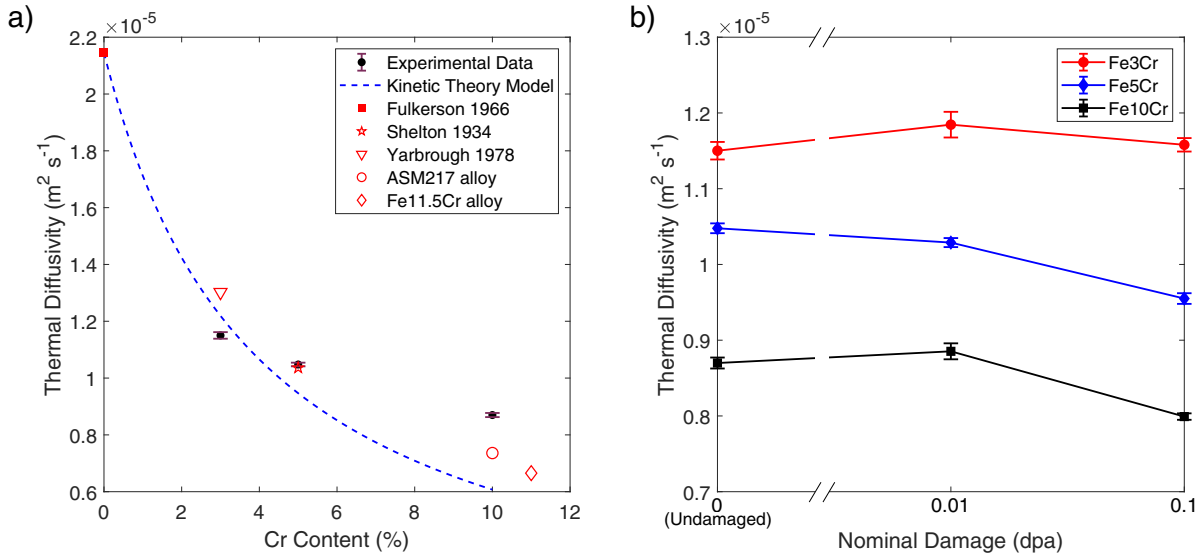 a)
×10⁻⁵
2.2
2
1.8
1.6
1.4
1.2
1
0.8
0.6
Thermal Diffusivity (m² s⁻¹)
0
2
4
6
8
10
12
Cr Content (%)
Experimental Data
Kinetic Theory Model
Fulkerson 1966
Shelton 1934
Yarbrough 1978
ASM217 alloy
Fe11.5Cr alloy
b)
×10⁻⁵
1.3
1.2
1.1
1
0.9
0.8
0.7
Thermal Diffusivity (m² s⁻¹)
0
(Undamaged)
0.01
0.1
Nominal Damage (dpa)
Fe3Cr
Fe5Cr
Fe10Cr